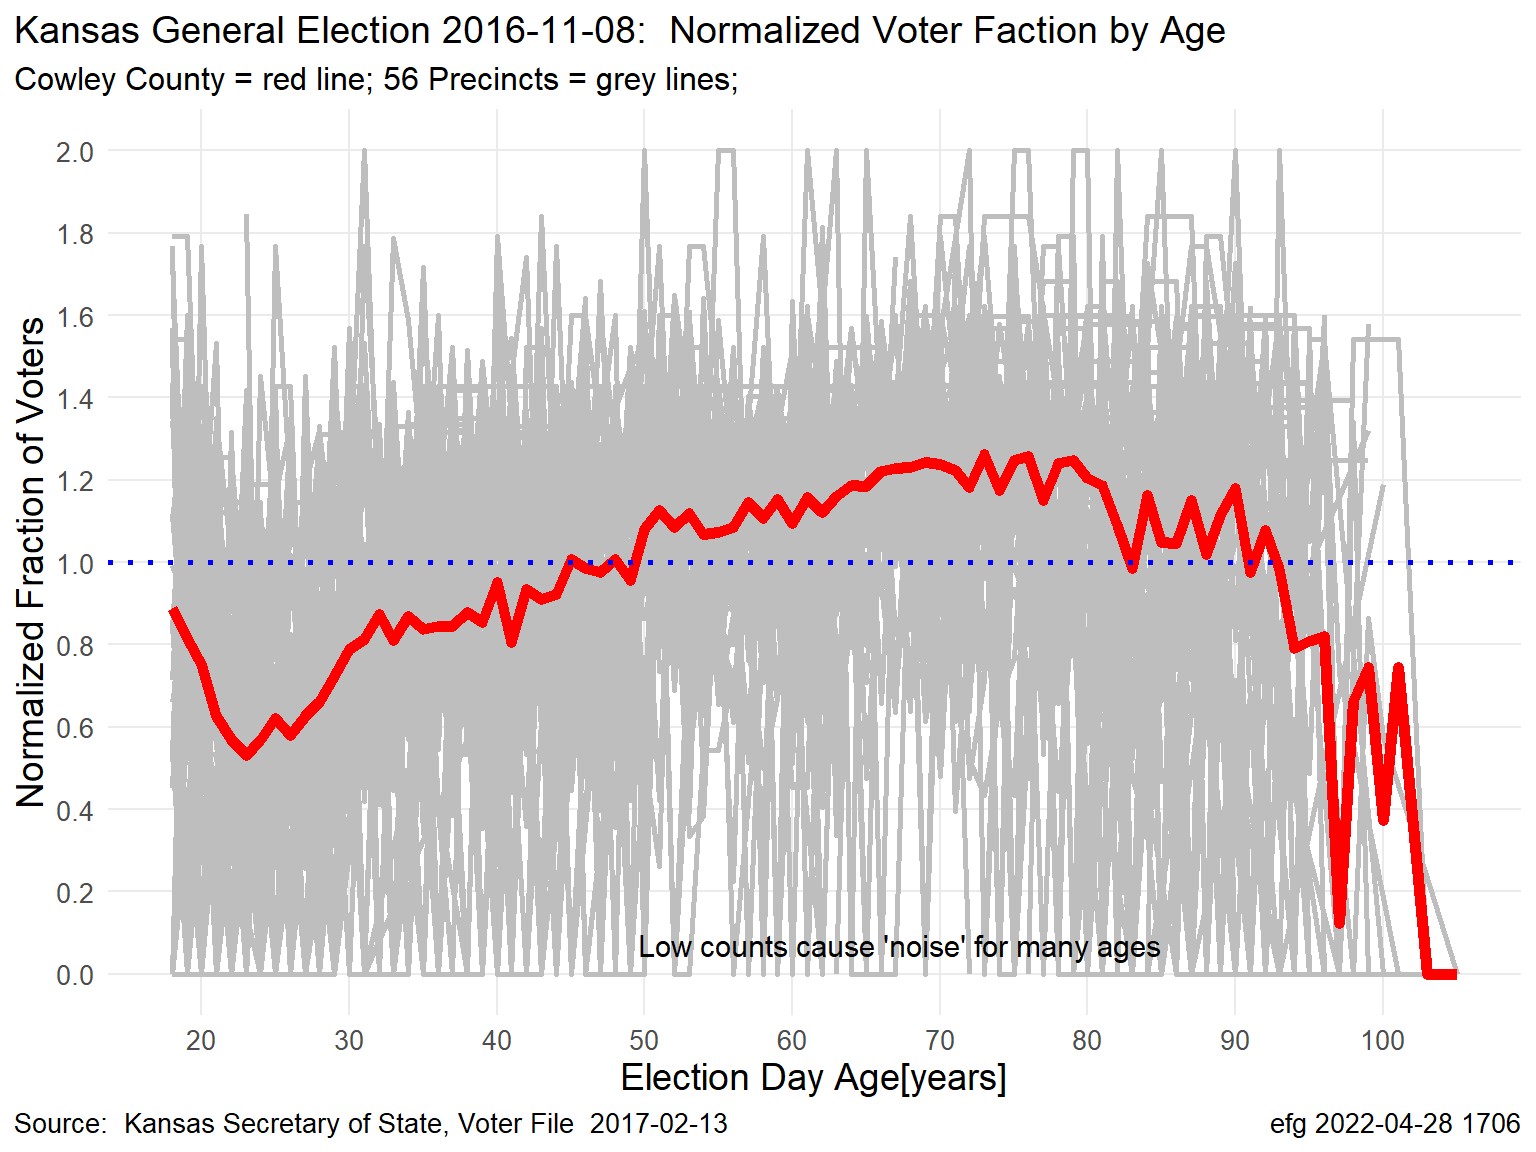 Kansas General Election 2016-11-08:  Normalized Voter Faction by Age
Cowley County = red line; 56 Precincts = grey lines;
Normalized Fraction of Voters
2.0
1.8
1.6
1.4
1.2
1.0
0.8
0.6
0.4
0.2
0.0
Low counts cause 'noise' for many ages
20 30 40 50 60 70 80 90 100
Election Day Age[years]
Source:  Kansas Secretary of State, Voter File  2017-02-13
efg 2022-04-28 1706